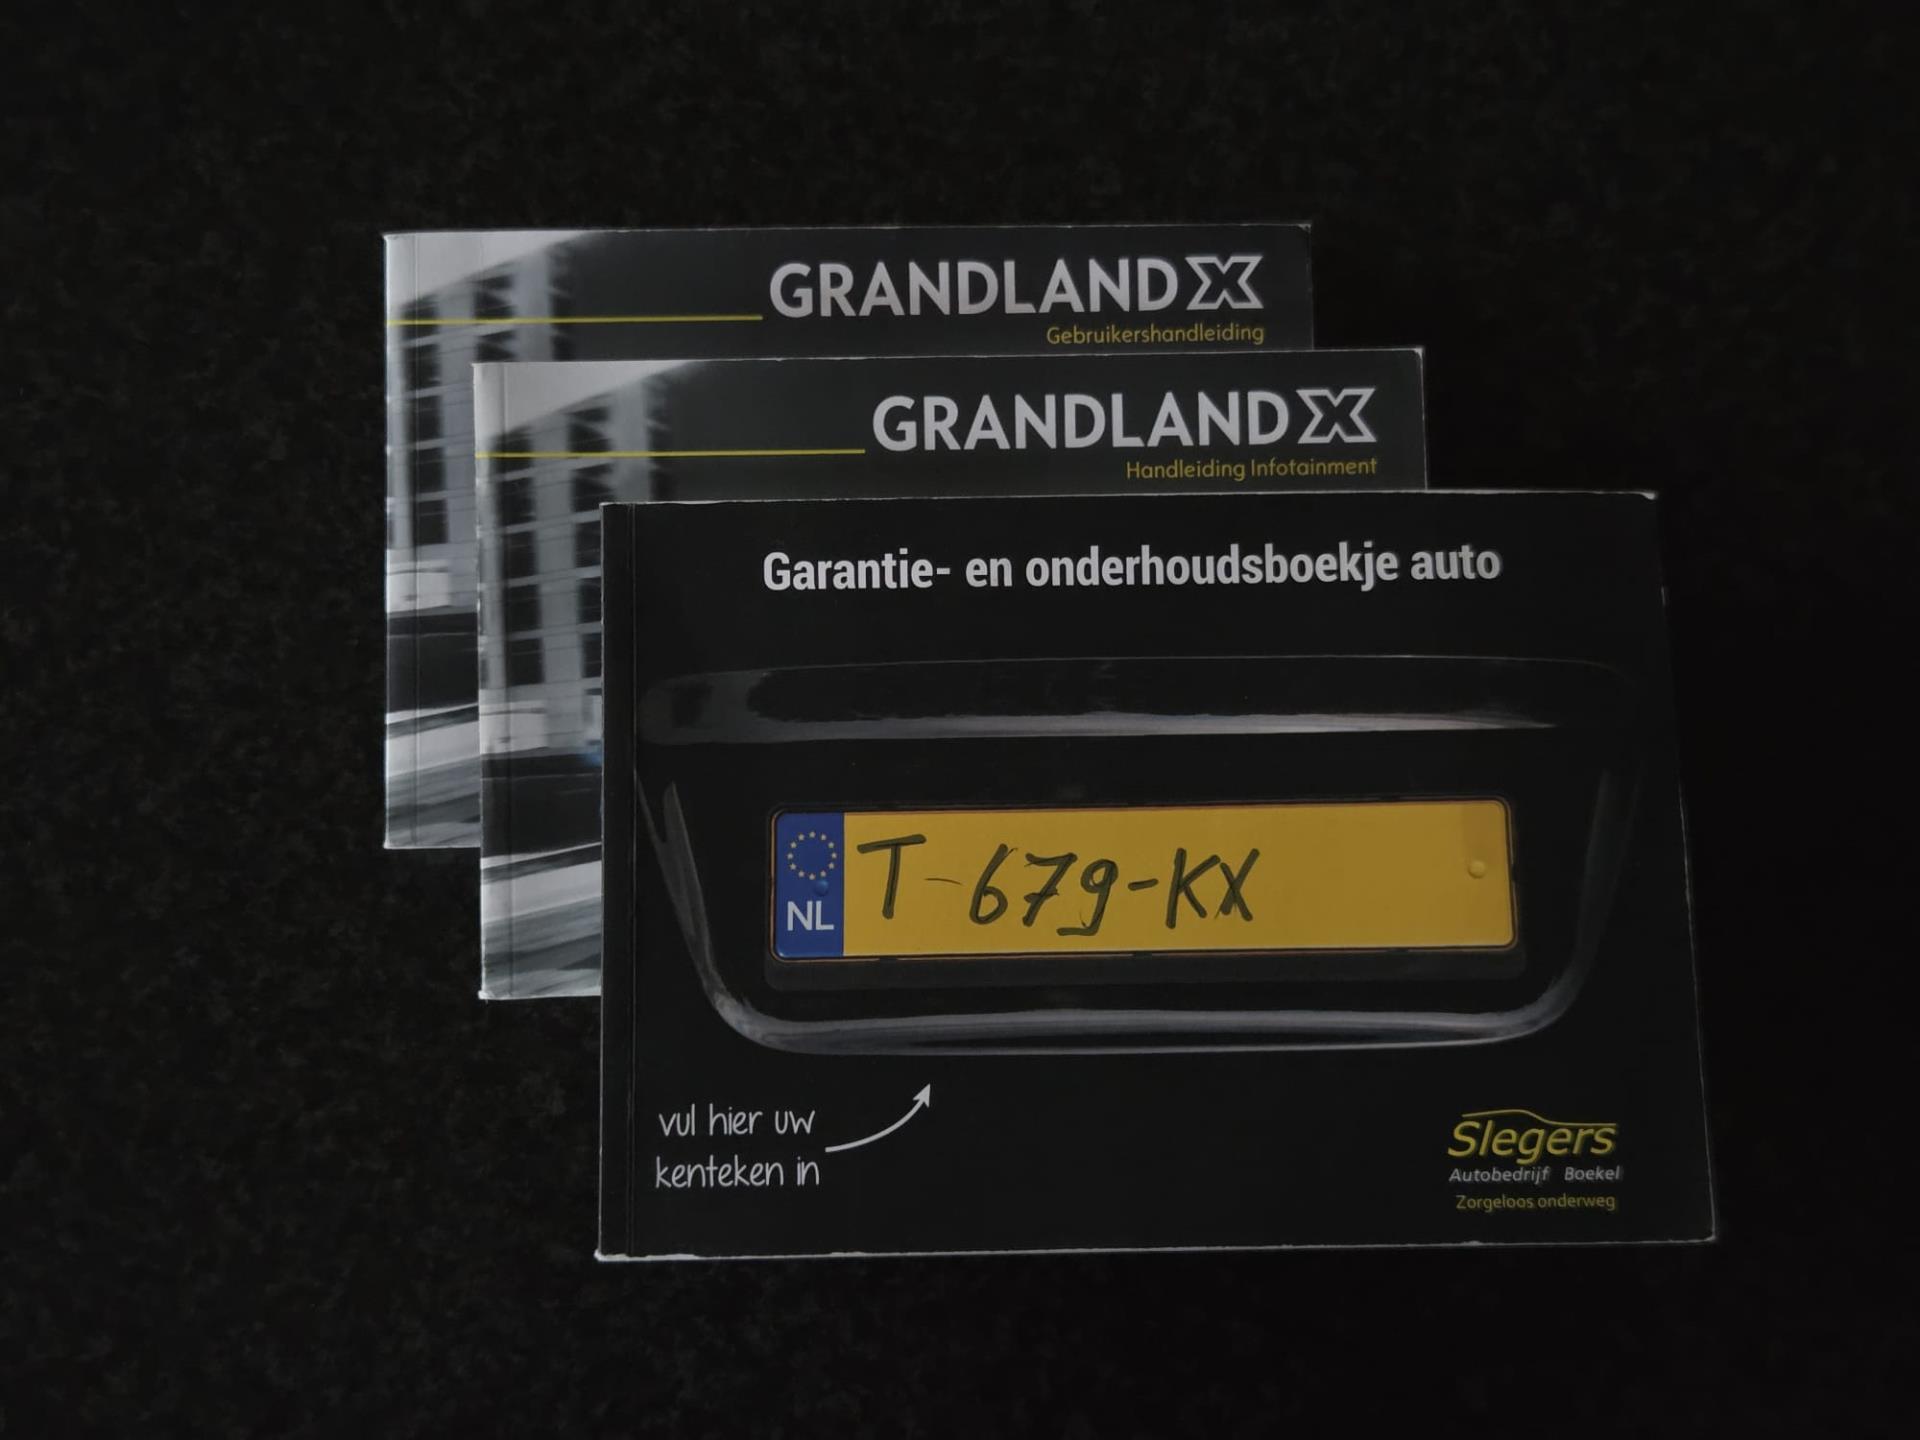 GRANDLAND X
Gebruikershandleiding
GRANDLAND X
Handleiding Infotainment
Garantie- en onderhoudsboekje auto
NL
T-679-KX
vul hier uw
kenteken in
Slegers
Autobedrijf Boekel
Zorgeloos onderweg